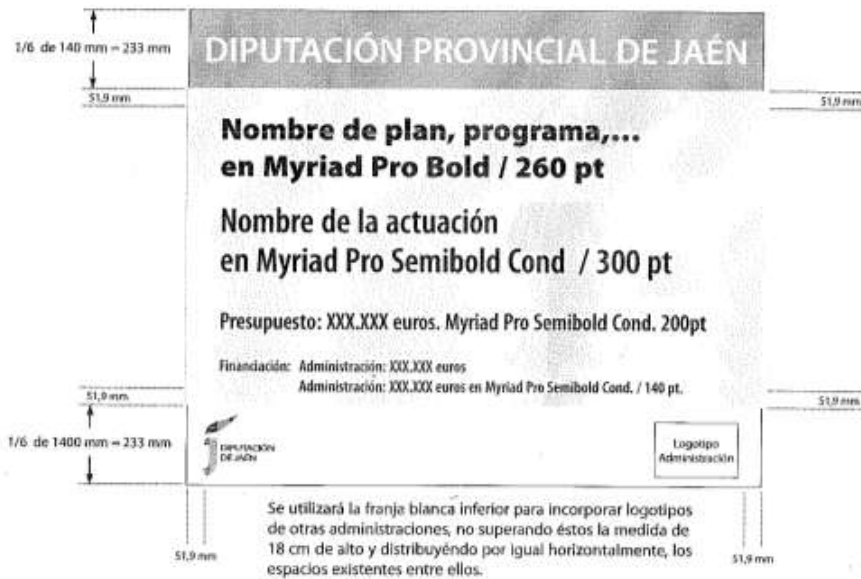 1/6 de 140 mm = 233 mm
DIPUTACIÓN PROVINCIAL DE JAÉN
51,9 mm
51,9 mm
Nombre de plan, programa,...
en Myriad Pro Bold / 260 pt
Nombre de la actuación
en Myriad Pro Semibold Cond / 300 pt
Presupuesto: XXX.XXX euros. Myriad Pro Semibold Cond. 200pt
Financiación: Administración: XXX.XXX euros
Administración: XXX.XXX euros en Myriad Pro Semibold Cond. / 140 pt.
51,9 mm
51,9 mm
1/6 de 1400 mm = 233 mm
DIPUTACIÓN
DE JAÉN
Logotipo
Administración
Se utilizará la franja blanca inferior para incorporar logotipos
de otras administraciones, no superando éstos la medida de
18 cm de alto y distribuyéndo por igual horizontalmente, los
espacios existentes entre ellos.
51,9 mm
51,9 mm